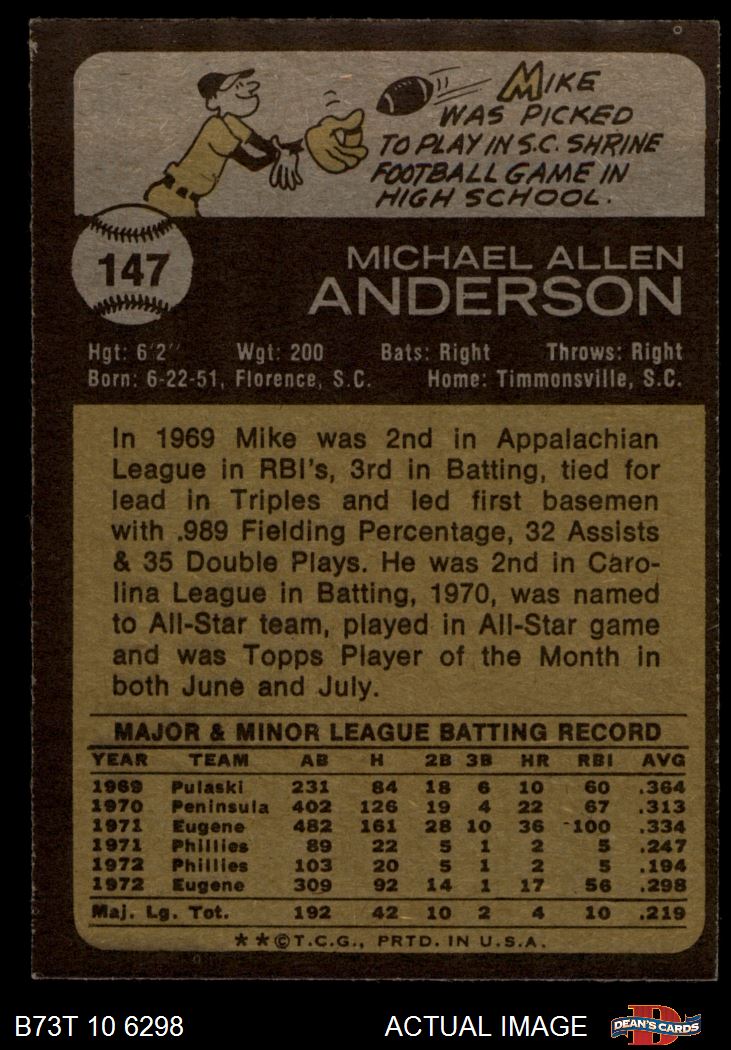 MIKE
WAS PICKED
TO PLAY IN S.C. SHRINE
FOOTBALL GAME IN
HIGH SCHOOL.
147
MICHAEL ALLEN
ANDERSON
Hgt: 6'2" Wgt: 200 Bats: Right Throws: Right
Born: 6-22-51, Florence, S.C. Home: Timmonsville, S.C.
In 1969 Mike was 2nd in Appalachian
League in RBI's, 3rd in Batting, tied for
lead in Triples and led first basemen
with .989 Fielding Percentage, 32 Assists
& 35 Double Plays. He was 2nd in Caro-
lina League in Batting, 1970, was named
to All-Star team, played in All-Star game
and was Topps Player of the Month in
both June and July.
MAJOR & MINOR LEAGUE BATTING RECORD
YEAR TEAM AB H 2B 3B HR RBI AVG
1969 Pulaski 231 84 18 6 10 60 .364
1970 Peninsula 402 126 19 4 22 67 .313
1971 Eugene 482 161 28 10 36 100 .334
1971 Phillies 89 22 5 1 2 5 .247
1972 Phillies 103 20 5 1 2 5 .194
1972 Eugene 309 92 14 1 17 56 .298
Maj. Lg. Tot. 192 42 10 2 4 10 .219
**©T.C.G., PRTD. IN U.S.A.
B73T 10 6298 ACTUAL IMAGE DEAN'S CARDS